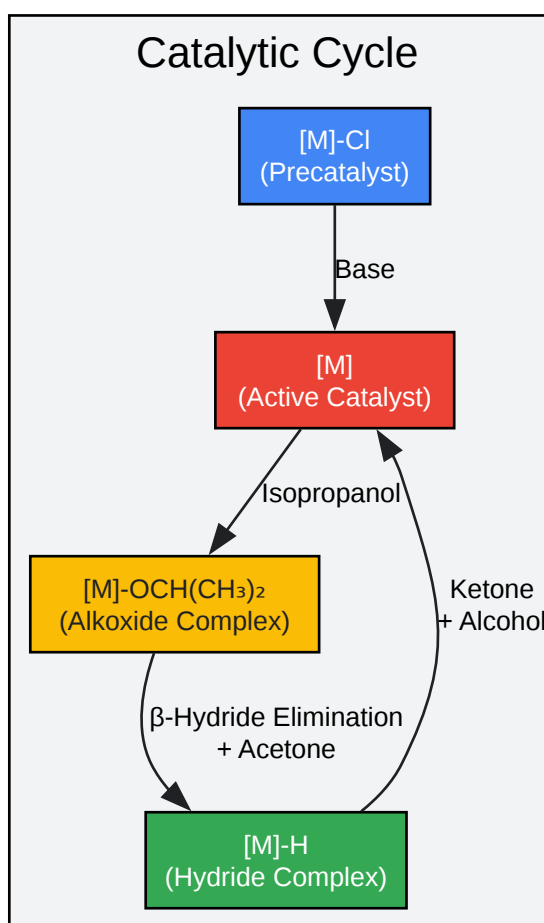 Catalytic Cycle
[M]-Cl
(Precatalyst)
Base
[M]
(Active Catalyst)
Isopropanol
[M]-OCH(CH₃)₂
(Alkoxide Complex)
Ketone
+ Alcohol
β-Hydride Elimination
+ Acetone
[M]-H
(Hydride Complex)